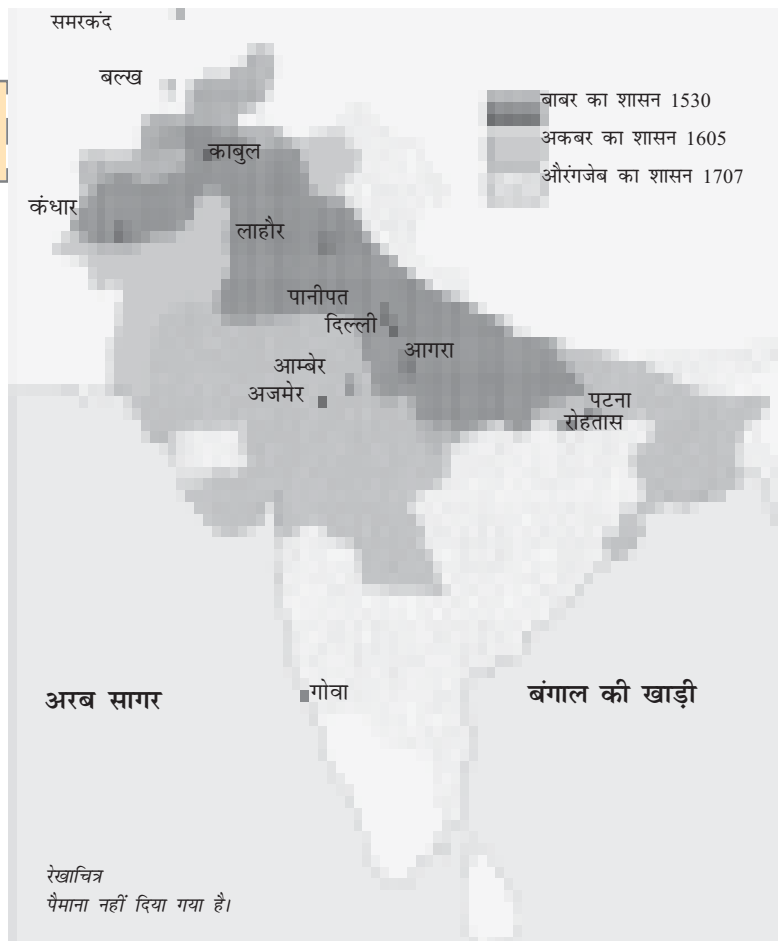 समरकंद
बल्ख
बाबर का शासन 1530
अकबर का शासन 1605
औरंगजेब का शासन 1707
काबुल
कंधार
लाहौर
पानीपत
दिल्ली
आगरा
आम्बेर
अजमेर
पटना
रोहतास
गोवा
अरब सागर
बंगाल की खाड़ी
रेखाचित्र
पैमाना नहीं दिया गया है।